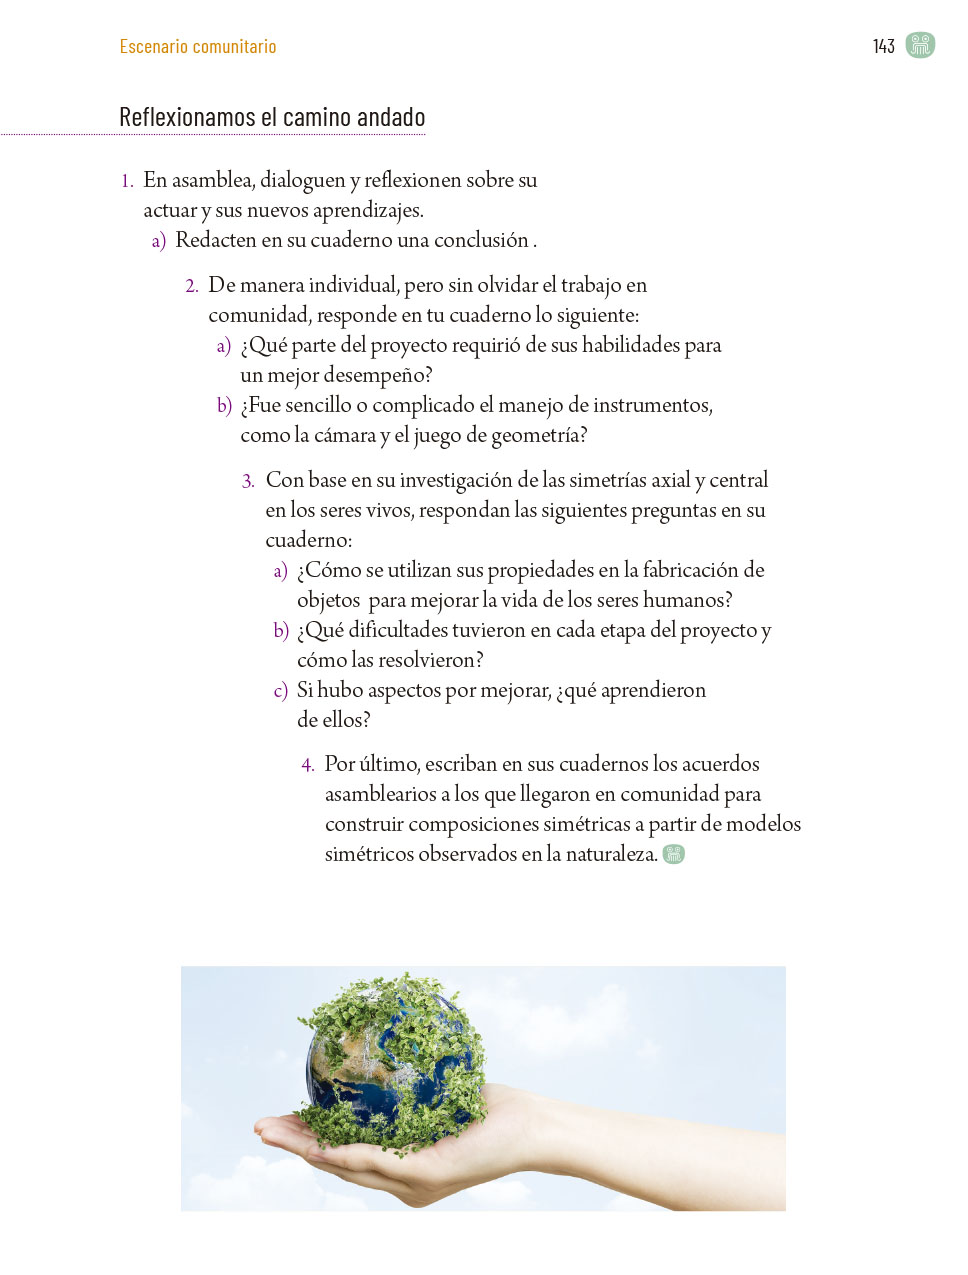 Escenario comunitario
143
Reflexionamos el camino andado
1. En asamblea, dialoguen y reflexionen sobre su
actuar y sus nuevos aprendizajes.
a) Redacten en su cuaderno una conclusión .
2. De manera individual, pero sin olvidar el trabajo en
comunidad, responde en tu cuaderno lo siguiente:
a) ¿Qué parte del proyecto requirió de sus habilidades para
un mejor desempeño?
b) ¿Fue sencillo o complicado el manejo de instrumentos,
como la cámara y el juego de geometría?
3. Con base en su investigación de las simetrías axial y central
en los seres vivos, respondan las siguientes preguntas en su
cuaderno:
a) ¿Cómo se utilizan sus propiedades en la fabricación de
objetos  para mejorar la vida de los seres humanos?
b) ¿Qué dificultades tuvieron en cada etapa del proyecto y
cómo las resolvieron?
c) Si hubo aspectos por mejorar, ¿qué aprendieron
de ellos?
4. Por último, escriban en sus cuadernos los acuerdos
asamblearios a los que llegaron en comunidad para
construir composiciones simétricas a partir de modelos
simétricos observados en la naturaleza.